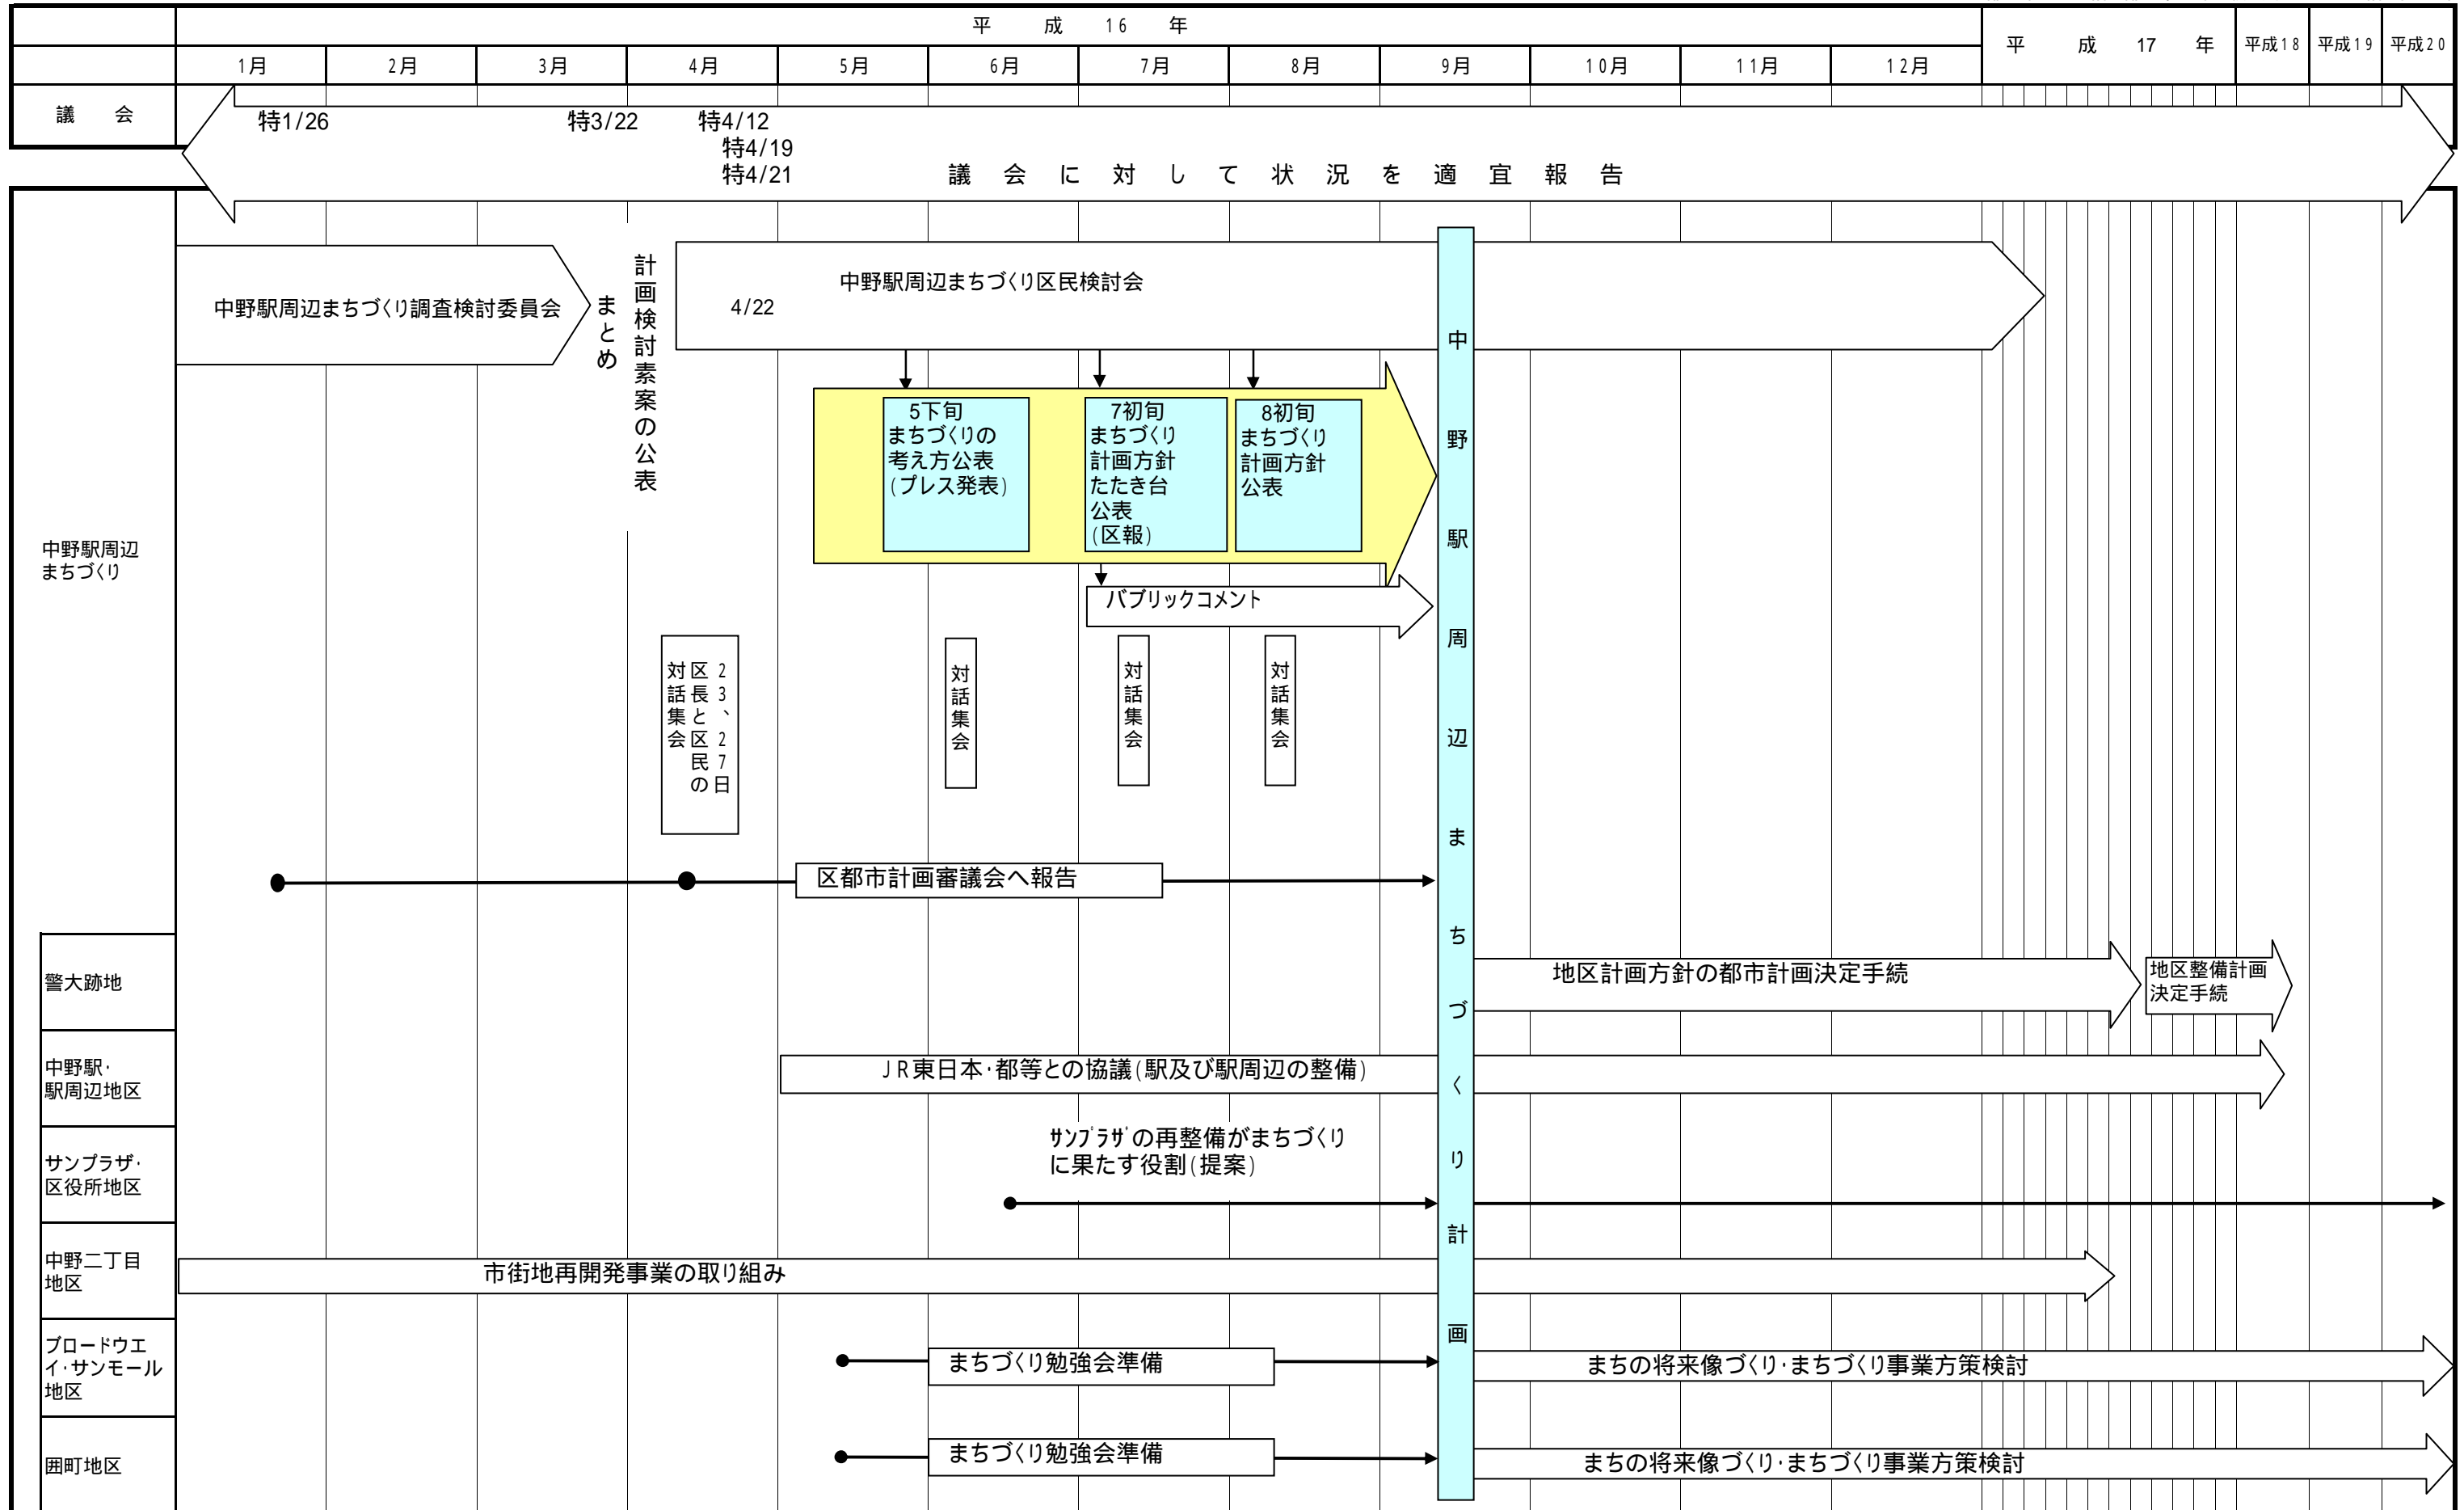 平成16年
平成17年
平成18
平成19
平成20
1月
2月
3月
4月
5月
6月
7月
8月
9月
10月
11月
12月
議会
特1/26
特3/22
特4/12
特4/19
特4/21
議会に対して状況を適宜報告
中野駅周辺
まちづくり
中野駅周辺まちづくり調査検討委員会
まとめ
計画検討素案の公表
中野駅周辺まちづくり区民検討会
4/22
5下旬
まちづくりの
考え方公表
(プレス発表)
7初旬
まちづくり
計画方針
たたき台
公表
(区報)
8初旬
まちづくり
計画方針
公表
パブリックコメント
23、27日
区長と区民の
対話集会
対話集会
対話集会
対話集会
区都市計画審議会へ報告
中野駅周辺まちづくり計画
警大跡地
地区計画方針の都市計画決定手続
地区整備計画
決定手続
中野駅・
駅周辺地区
JR東日本・都等との協議(駅及び駅周辺の整備)
サンプラザ・
区役所地区
ｻﾝﾌﾟﾗｻﾞの再整備がまちづくり
に果たす役割(提案)
中野二丁目
地区
市街地再開発事業の取り組み
ブロードウエ
イ・サンモール
地区
まちづくり勉強会準備
まちの将来像づくり・まちづくり事業方策検討
囲町地区
まちづくり勉強会準備
まちの将来像づくり・まちづくり事業方策検討